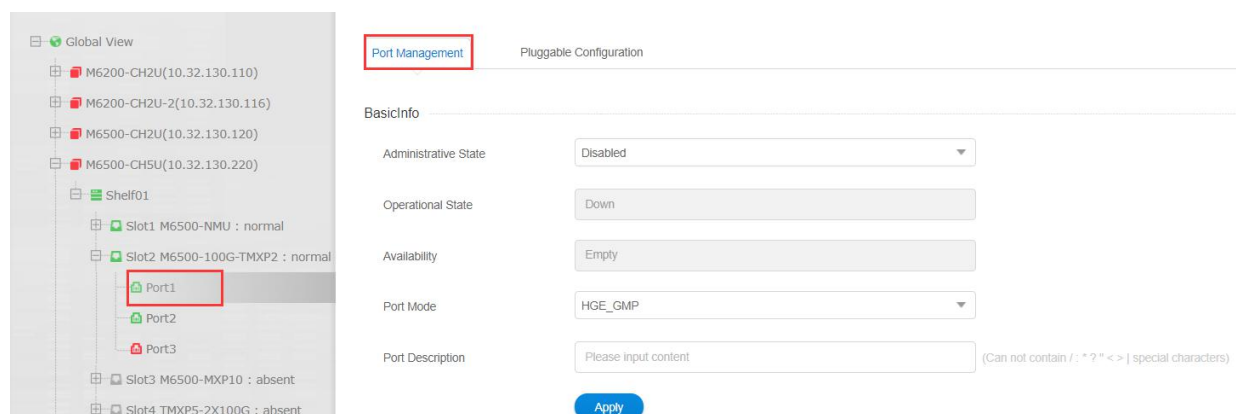 Global View
M6200-CH2U(10.32.130.110)
M6200-CH2U-2(10.32.130.116)
M6500-CH2U(10.32.130.120)
M6500-CH5U(10.32.130.220)
Shelf01
Slot1 M6500-NMU : normal
Slot2 M6500-100G-TMXP2 : normal
Port1
Port2
Port3
Slot3 M6500-MXP10 : absent
Slot4 TMXP5-2X100G : absent
Port Management Pluggable Configuration
BasicInfo
Administrative State Disabled
Operational State Down
Availability Empty
Port Mode HGE_GMP
Port Description Please input content (Can not contain / : * ? " < > | special characters)
Apply